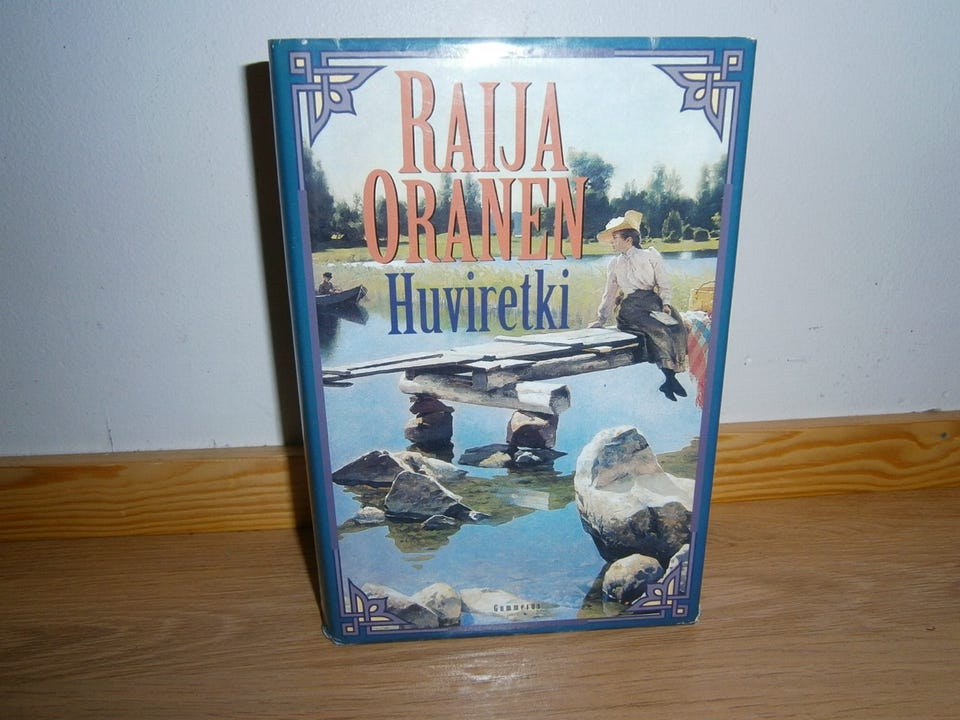 RAIJA
ORANEN
Huviretki
Gummerus